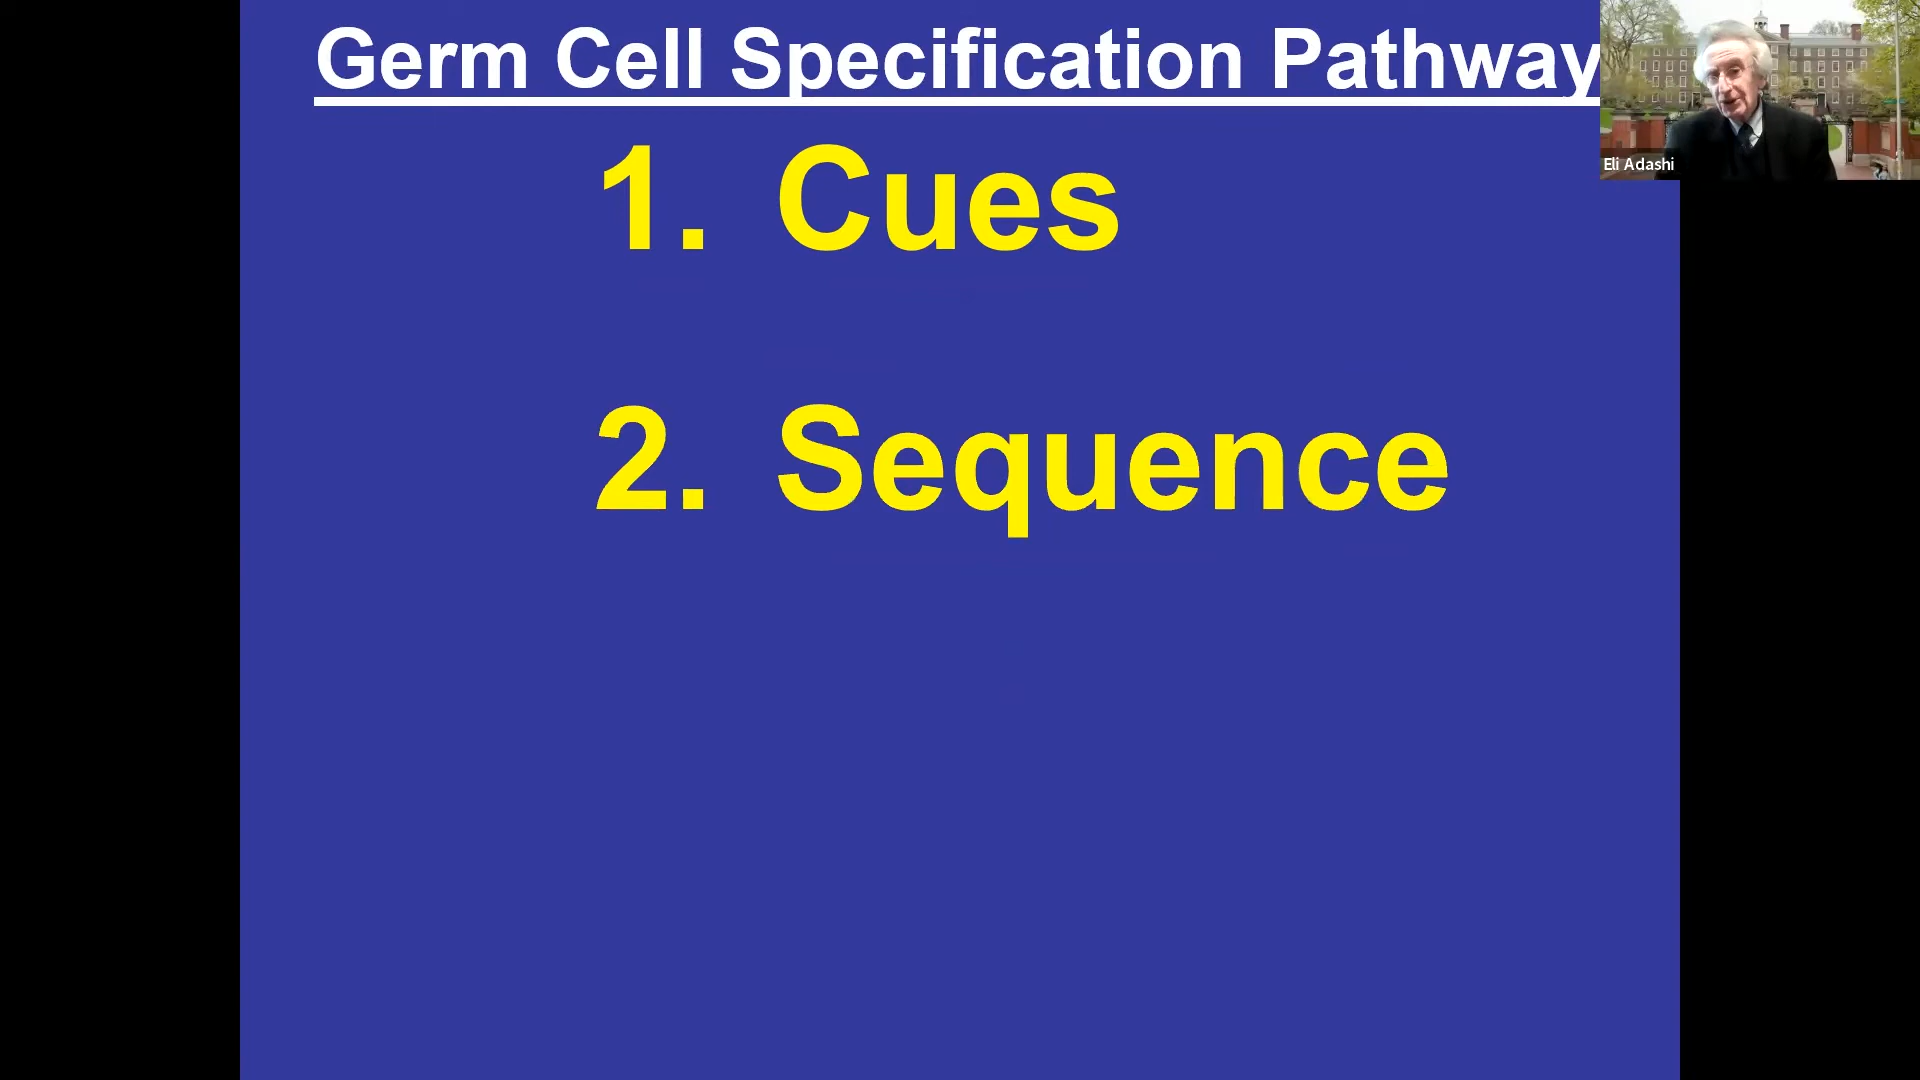 Germ Cell Specification Pathway
1. Cues
2. Sequence
Eli Adashi